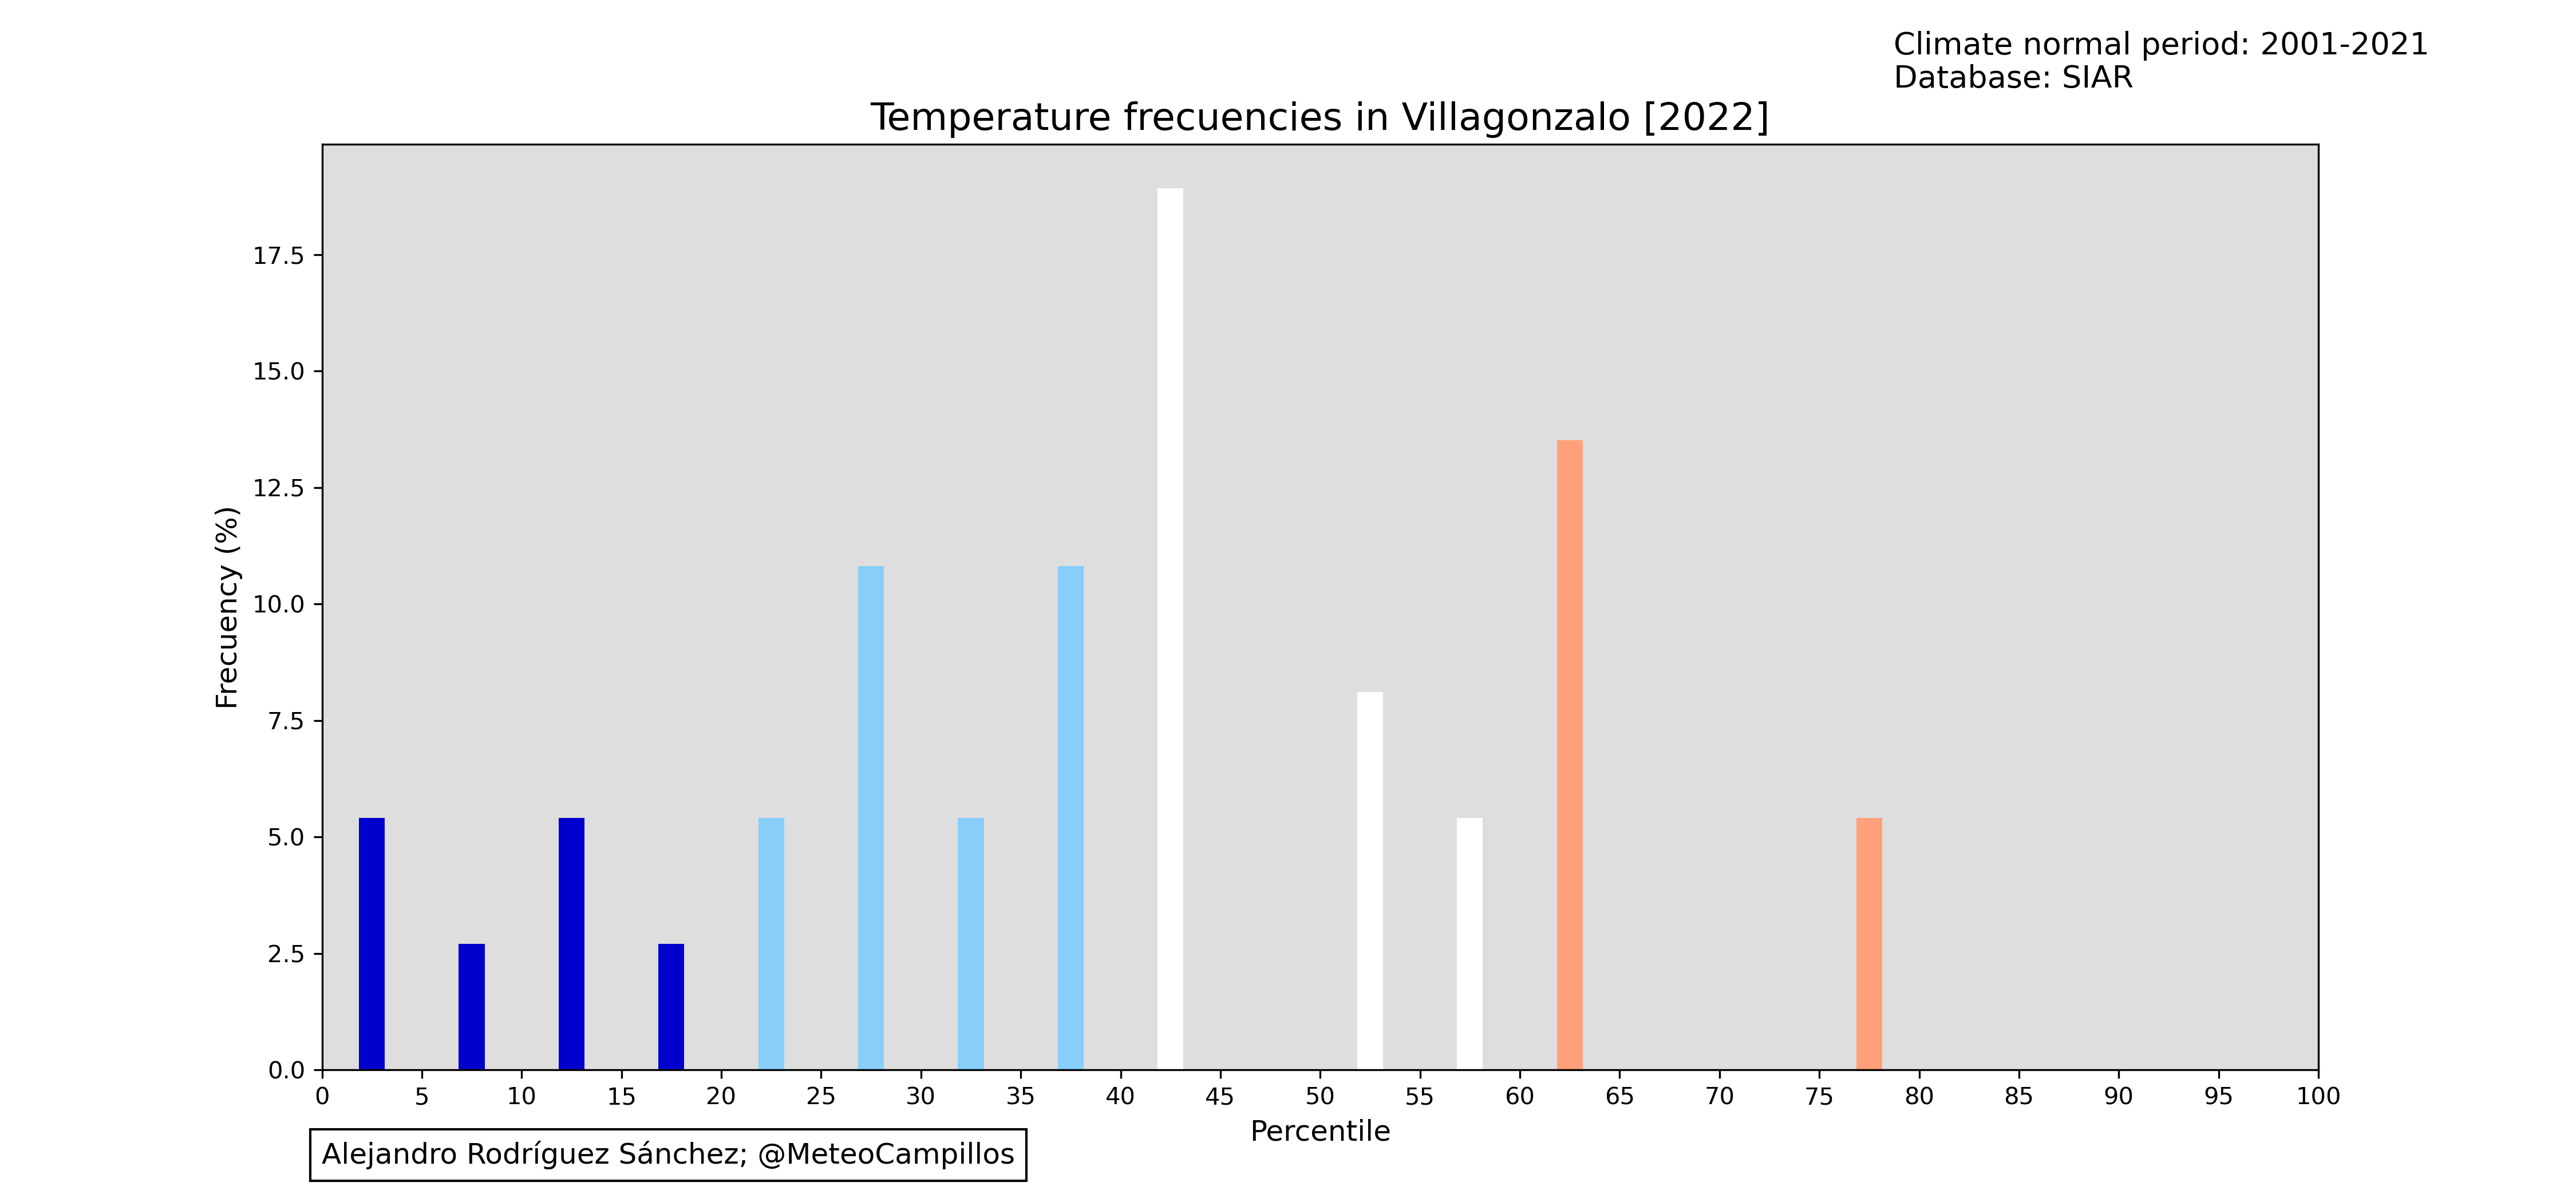 Climate normal period: 2001-2021
Database: SIAR
Temperature frecuencies in Villagonzalo [2022]
Frecuency (%)
17.5
15.0
12.5
10.0
7.5
5.0
2.5
0.0
0 5 10 15 20 25 30 35 40 45 50 55 60 65 70 75 80 85 90 95 100
Percentile
Alejandro Rodríguez Sánchez; @MeteoCampillos